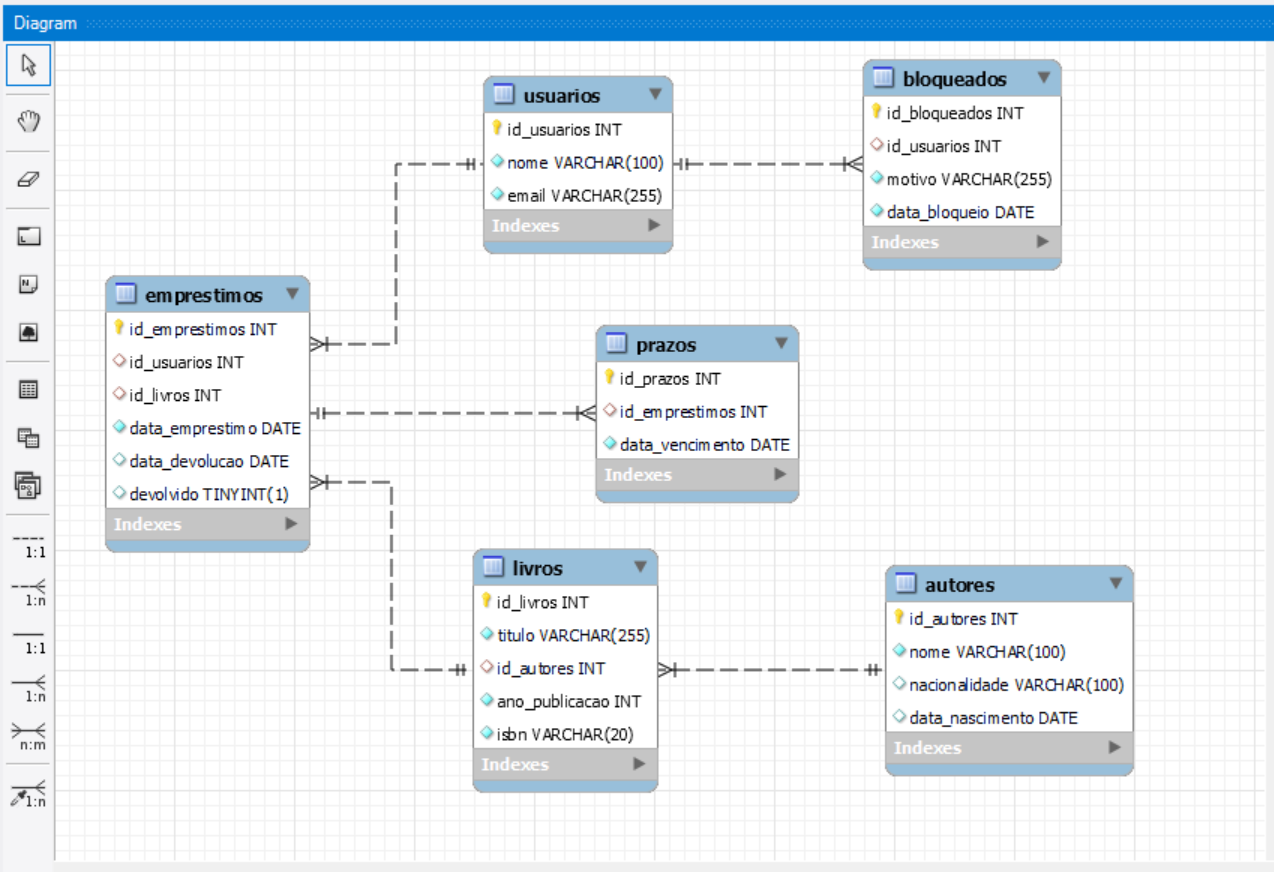 Diagram
1:1
1:n
1:1
1:n
n:m
1:n
usuarios
id_usuarios INT
nome VARCHAR(100)
email VARCHAR(255)
Indexes
bloqueados
id_bloqueados INT
id_usuarios INT
motivo VARCHAR(255)
data_bloqueio DATE
Indexes
emprestimos
id_emprestimos INT
id_usuarios INT
id_livros INT
data_emprestimo DATE
data_devolucao DATE
devolvido TINYINT(1)
Indexes
prazos
id_prazos INT
id_emprestimos INT
data_vencimento DATE
Indexes
livros
id_livros INT
titulo VARCHAR(255)
id_autores INT
ano_publicacao INT
isbn VARCHAR(20)
Indexes
autores
id_autores INT
nome VARCHAR(100)
nacionalidade VARCHAR(100)
data_nascimento DATE
Indexes